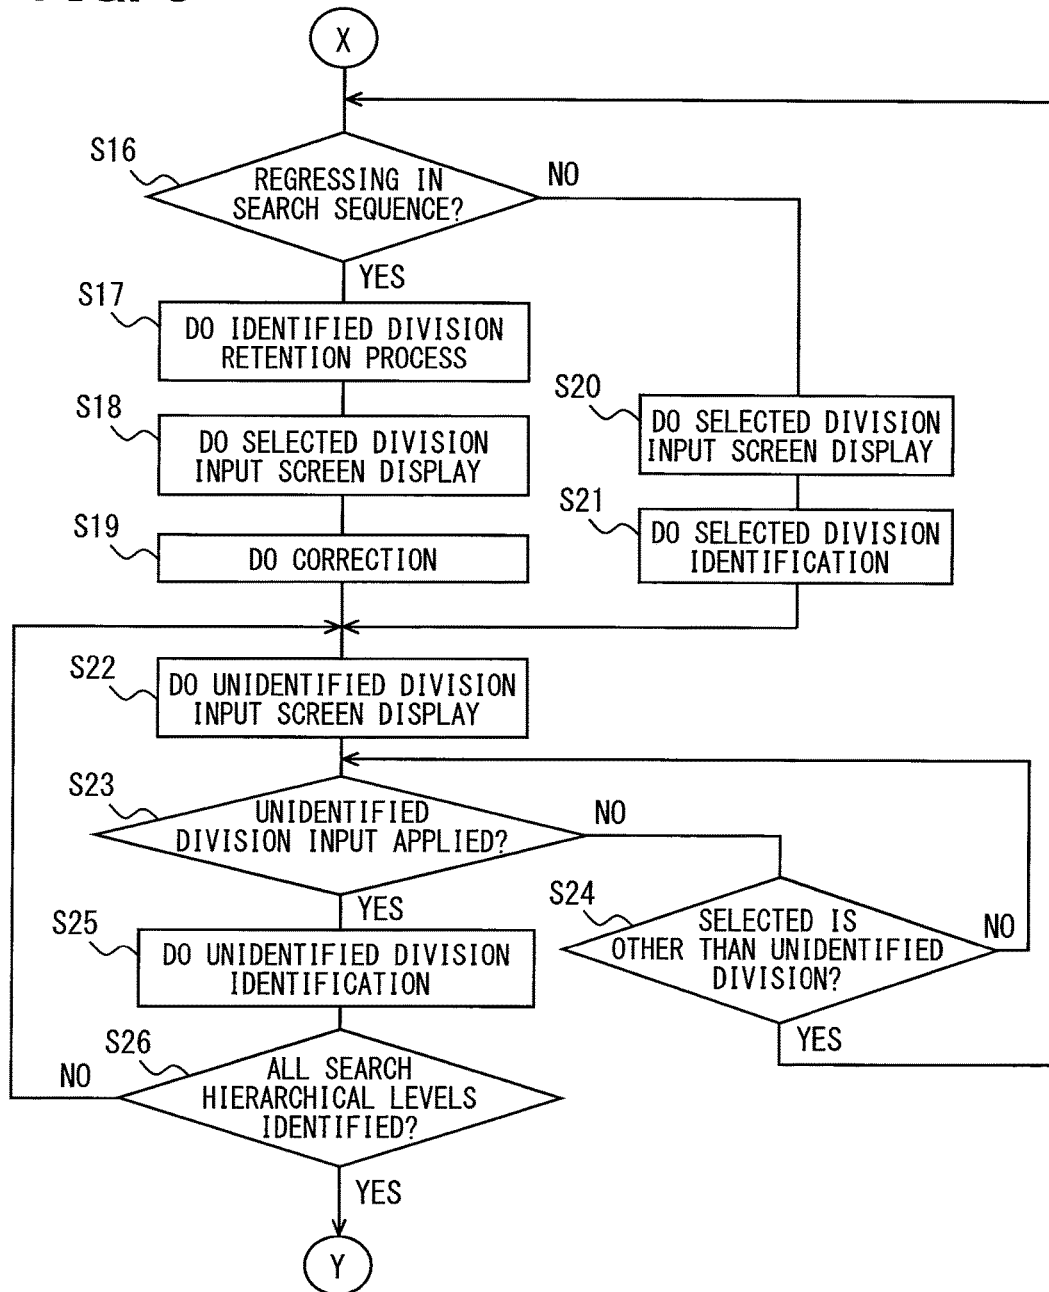 X
S16
REGRESSING IN
SEARCH SEQUENCE?
NO
YES
S17
DO IDENTIFIED DIVISION
RETENTION PROCESS
S18
DO SELECTED DIVISION
INPUT SCREEN DISPLAY
S19
DO CORRECTION
S20
DO SELECTED DIVISION
INPUT SCREEN DISPLAY
S21
DO SELECTED DIVISION
IDENTIFICATION
S22
DO UNIDENTIFIED DIVISION
INPUT SCREEN DISPLAY
S23
UNIDENTIFIED
DIVISION INPUT APPLIED?
NO
YES
S24
SELECTED IS
OTHER THAN UNIDENTIFIED
DIVISION?
NO
YES
S25
DO UNIDENTIFIED DIVISION
IDENTIFICATION
S26
ALL SEARCH
HIERARCHICAL LEVELS
IDENTIFIED?
NO
YES
Y